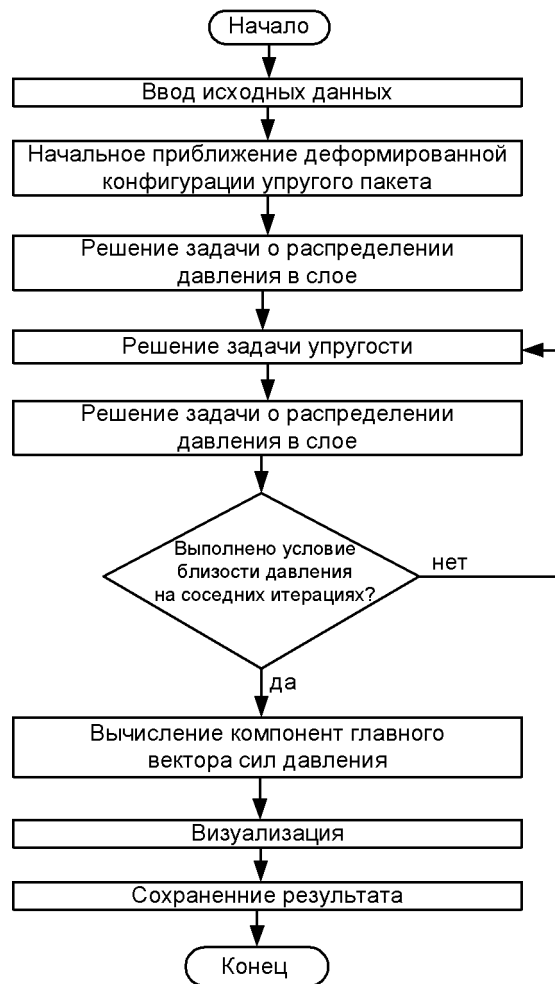 Начало
Ввод исходных данных
Начальное приближение деформированной
конфигурации упругого пакета
Решение задачи о распределении
давления в слое
Решение задачи упругости
Решение задачи о распределении
давления в слое
Выполнено условие
близости давления
на соседних итерациях?
нет
да
Вычисление компонент главного
вектора сил давления
Визуализация
Сохраненние результата
Конец